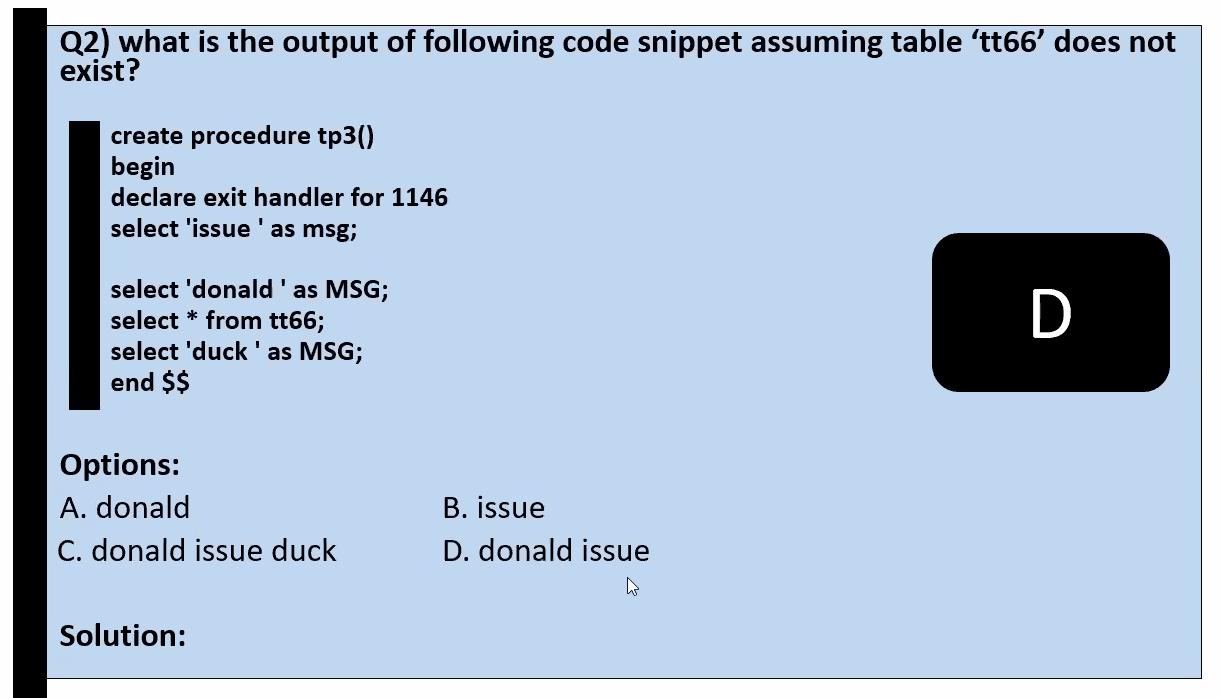 Q2) what is the output of following code snippet assuming table ‘tt66’ does not
exist?
create procedure tp3()
begin
declare exit handler for 1146
select 'issue ' as msg;
select 'donald ' as MSG;
select * from tt66;
select 'duck ' as MSG;
end $$
D
Options:
A. donald B. issue
C. donald issue duck D. donald issue
Solution: